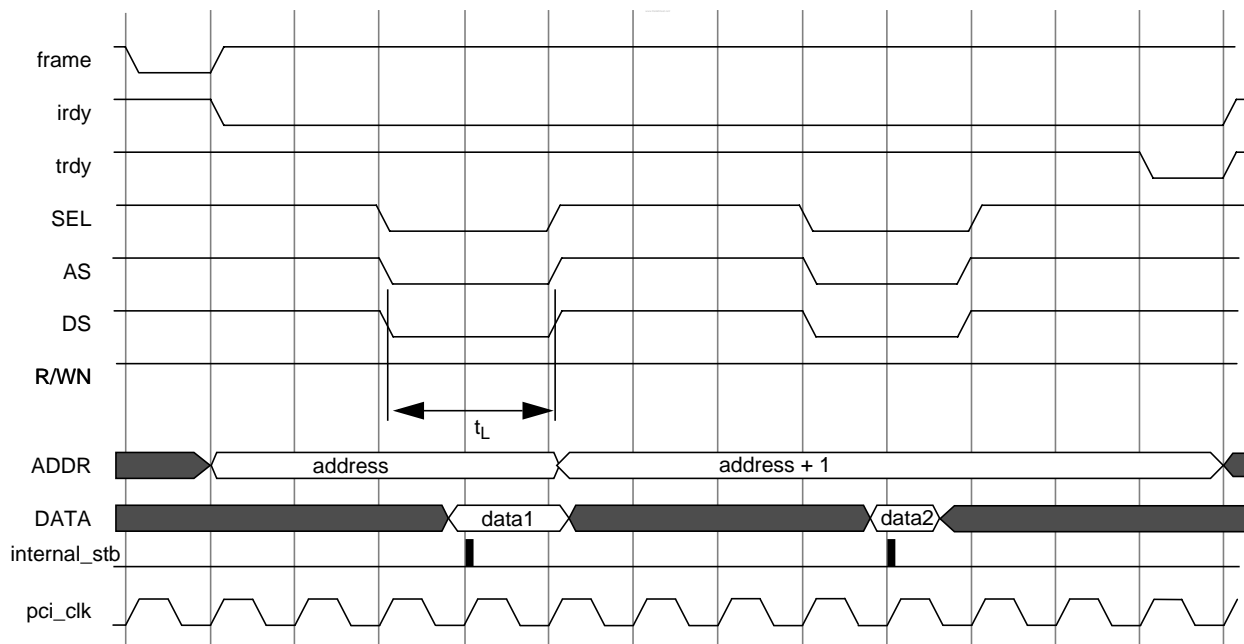 frame
irdy
trdy
SEL
AS
DS
R/WN
tL
ADDR address address + 1
DATA data1 data2
internal_stb
pci_clk